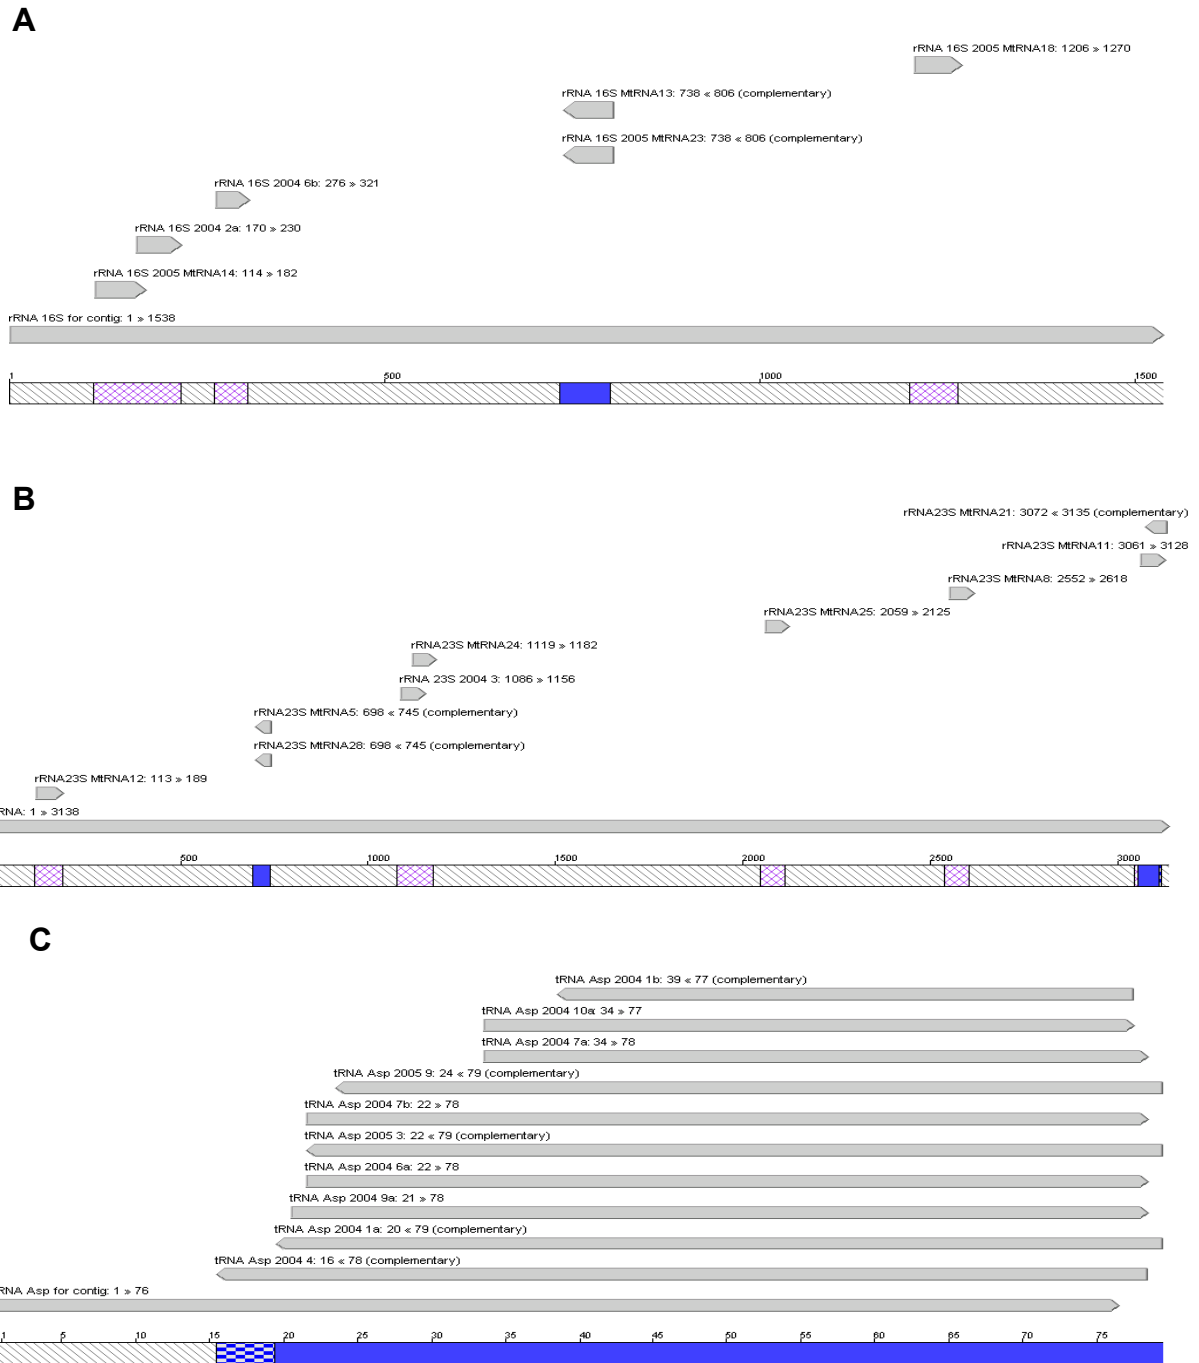 A
rRNA 16S 2005 MtRNA18: 1206 » 1270
rRNA 16S MtRNA13: 738 « 806 (complementary)
rRNA 16S 2005 MtRNA23: 738 « 806 (complementary)
rRNA 16S 2004 6b: 276 » 321
rRNA 16S 2004 2a: 170 » 230
rRNA 16S 2005 MtRNA14: 114 » 182
rRNA 16S for contig: 1 » 1538
1 500 1000 1500
B
rRNA23S MtRNA21: 3072 « 3135 (complementary)
rRNA23S MtRNA11: 3061 » 3128
rRNA23S MtRNA8: 2552 » 2618
rRNA23S MtRNA25: 2059 » 2125
rRNA23S MtRNA24: 1119 » 1182
rRNA 23S 2004 3: 1086 » 1156
rRNA23S MtRNA5: 698 « 745 (complementary)
rRNA23S MtRNA28: 698 « 745 (complementary)
rRNA23S MtRNA12: 113 » 189
RNA: 1 » 3138
500 1000 1500 2000 2500 3000
C
tRNA Asp 2004 1b: 39 « 77 (complementary)
tRNA Asp 2004 10a: 34 » 77
tRNA Asp 2004 7a: 34 » 78
tRNA Asp 2005 9: 24 « 79 (complementary)
tRNA Asp 2004 7b: 22 » 78
tRNA Asp 2005 3: 22 « 79 (complementary)
tRNA Asp 2004 6a: 22 » 78
tRNA Asp 2004 9a: 21 » 78
tRNA Asp 2004 1a: 20 « 79 (complementary)
tRNA Asp 2004 4: 16 « 78 (complementary)
RNA Asp for contig: 1 » 76
1 5 10 15 20 25 30 35 40 45 50 55 60 65 70 75